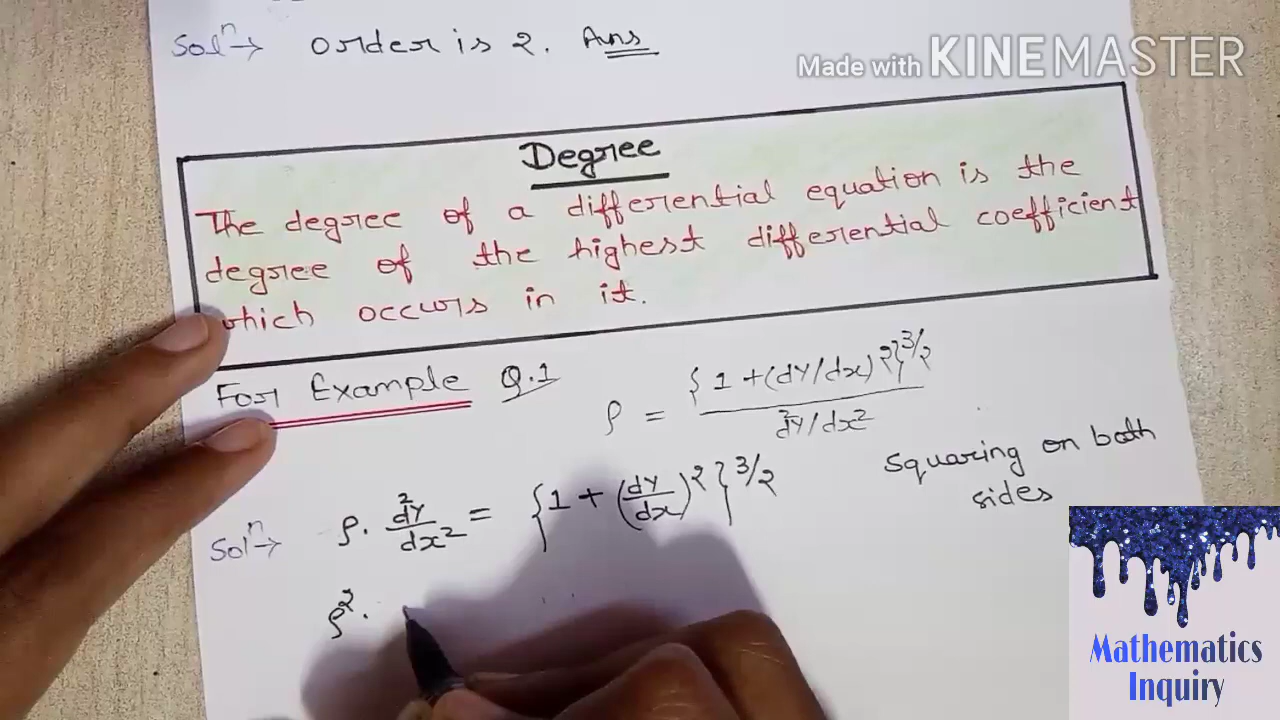 Solⁿ→ order is 2. Ans
Made with KINEMASTER
Degree
The degree of a differential equation is the
degree of the highest differential coefficient
which occurs in it.
For Example Q.1
ρ = {1+(dy/dx)²}^3/2 / d²y/dx²
Squaring on both
sides
Solⁿ→ ρ. d²y/dx² = {1+(dy/dx)²}^3/2
ρ².
Mathematics
Inquiry